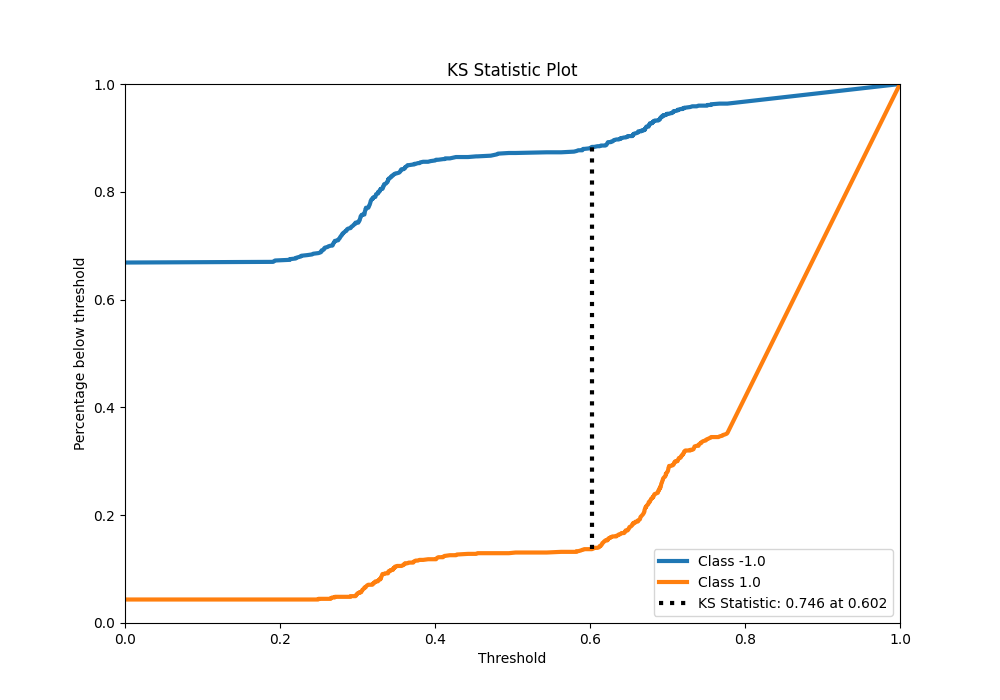 KS Statistic Plot
1.0
0.8
0.6
0.4
0.2
0.0
Percentage below threshold
0.0 0.2 0.4 0.6 0.8 1.0
Threshold
Class -1.0
Class 1.0
KS Statistic: 0.746 at 0.602